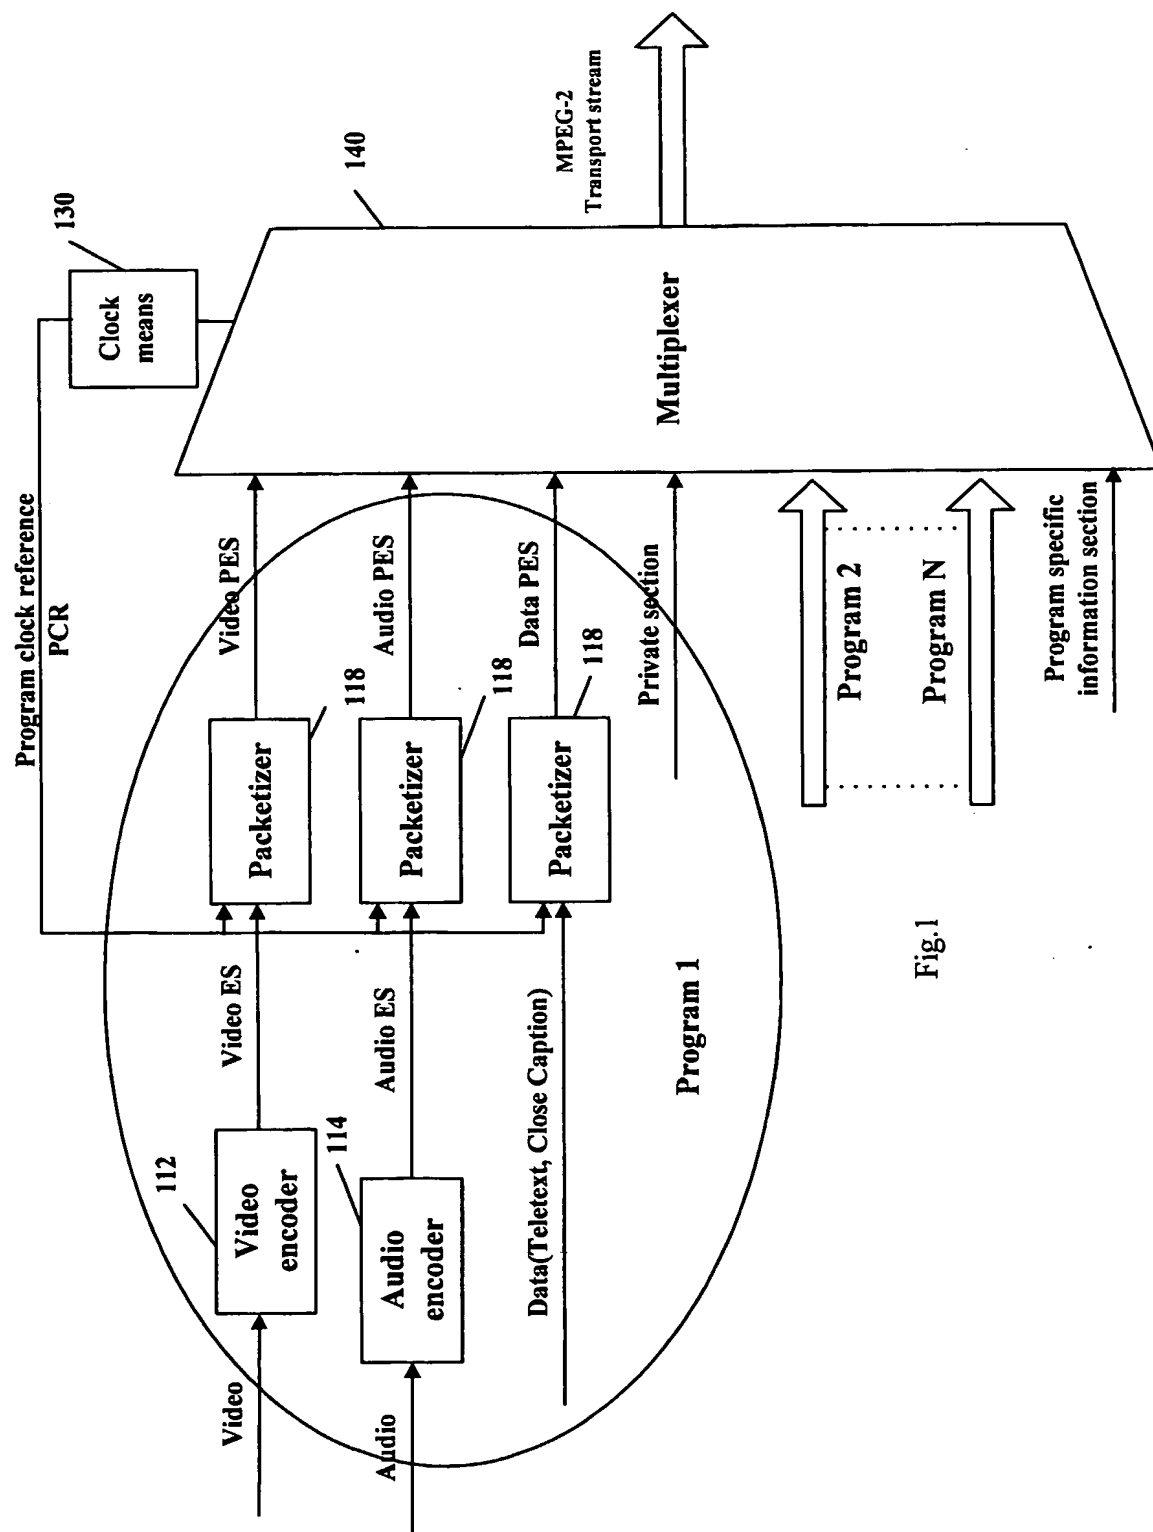 Program clock reference
PCR
130
Clock
means
140
MPEG-2
Transport stream
Multiplexer
Video
112
Video
encoder
Video ES
Packetizer
118
Video PES
Audio
114
Audio
encoder
Audio ES
Packetizer
118
Audio PES
Data(Teletext, Close Caption)
Packetizer
118
Data PES
Private section
Program 1
Program 2
Program N
Program specific
information section
Fig.1